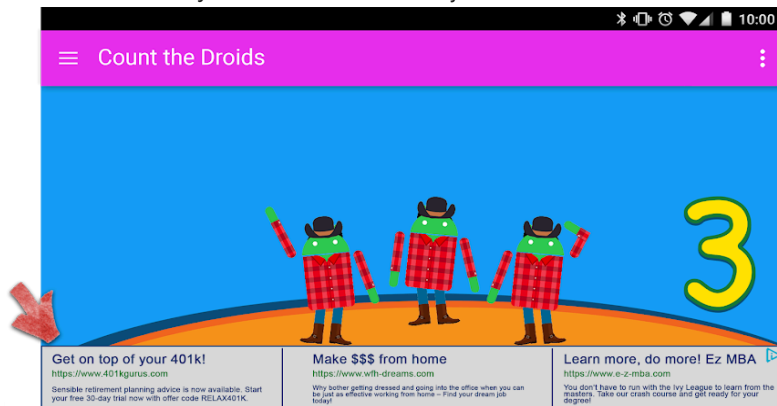 10:00
Count the Droids
3
Get on top of your 401k!
https://www.401kgurus.com
Sensible retirement planning advice is now available. Start
your free 30-day trial now with offer code RELAX401K.
Make $$$ from home
https://www.wfh-dreams.com
Why bother getting dressed and going into the office when you can
be just as effective working from home – Find your dream job
today!
Learn more, do more! Ez MBA
https://www.e-z-mba.com
You don't have to run with the Ivy League to learn from the
masters. Take our crash course and get ready for your
degree!